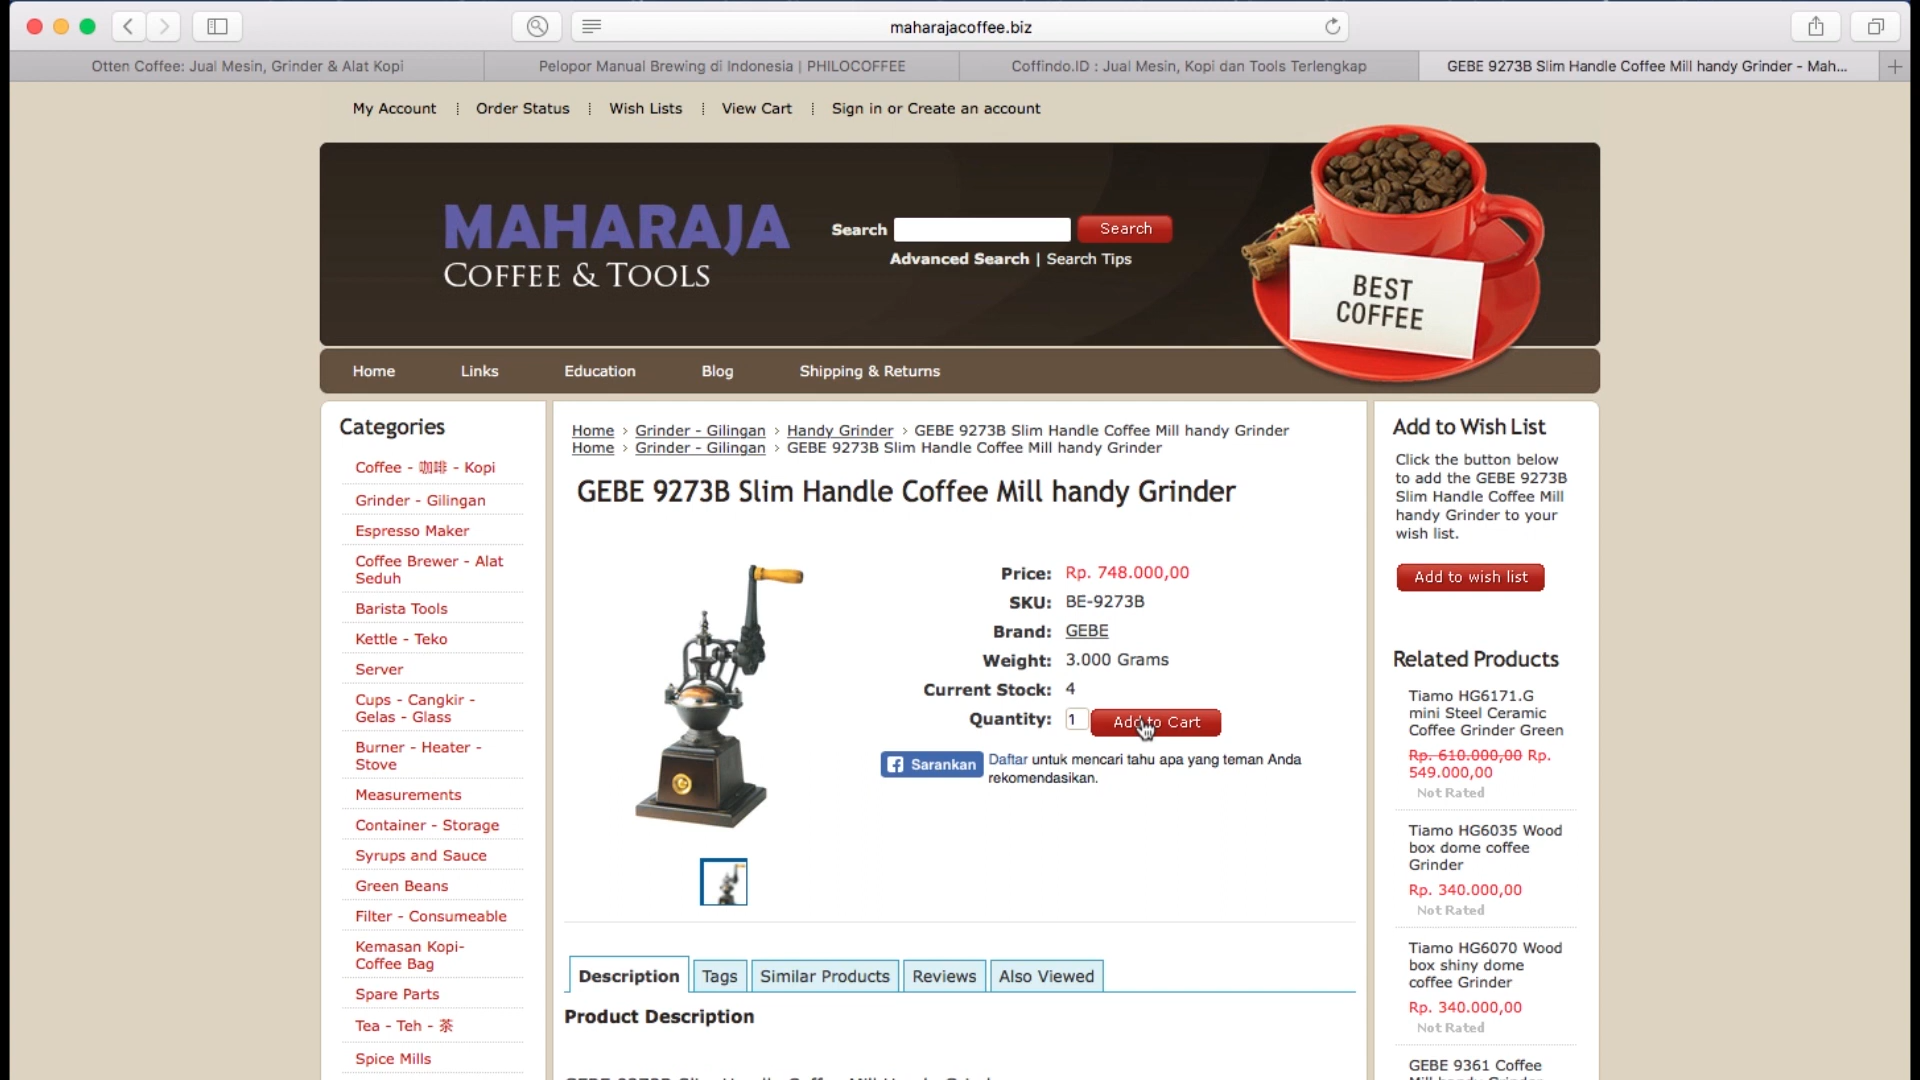 maharajacoffee.biz
Otten Coffee: Jual Mesin, Grinder & Alat Kopi
Pelopor Manual Brewing di Indonesia | PHILOCOFFEE
Coffindo.ID : Jual Mesin, Kopi dan Tools Terlengkap
GEBE 9273B Slim Handle Coffee Mill handy Grinder - Mah...
My Account
Order Status
Wish Lists
View Cart
Sign in or Create an account
MAHARAJA
COFFEE & TOOLS
Search
Search
Advanced Search | Search Tips
BEST
COFFEE
Home
Links
Education
Blog
Shipping & Returns
Categories
Coffee - 咖啡 - Kopi
Grinder - Gilingan
Espresso Maker
Coffee Brewer - Alat
Seduh
Barista Tools
Kettle - Teko
Server
Cups - Cangkir -
Gelas - Glass
Burner - Heater -
Stove
Measurements
Container - Storage
Syrups and Sauce
Green Beans
Filter - Consumeable
Kemasan Kopi-
Coffee Bag
Spare Parts
Tea - Teh - 茶
Spice Mills
Home › Grinder - Gilingan › Handy Grinder › GEBE 9273B Slim Handle Coffee Mill handy Grinder
Home › Grinder - Gilingan › GEBE 9273B Slim Handle Coffee Mill handy Grinder
GEBE 9273B Slim Handle Coffee Mill handy Grinder
Price: Rp. 748.000,00
SKU: BE-9273B
Brand: GEBE
Weight: 3.000 Grams
Current Stock: 4
Quantity: 1 Add to Cart
Sarankan
Daftar untuk mencari tahu apa yang teman Anda
rekomendasikan.
Description
Tags
Similar Products
Reviews
Also Viewed
Product Description
Add to Wish List
Click the button below
to add the GEBE 9273B
Slim Handle Coffee Mill
handy Grinder to your
wish list.
Add to wish list
Related Products
Tiamo HG6171.G
mini Steel Ceramic
Coffee Grinder Green
Rp. 610.000,00 Rp.
549.000,00
Not Rated
Tiamo HG6035 Wood
box dome coffee
Grinder
Rp. 340.000,00
Not Rated
Tiamo HG6070 Wood
box shiny dome
coffee Grinder
Rp. 340.000,00
Not Rated
GEBE 9361 Coffee